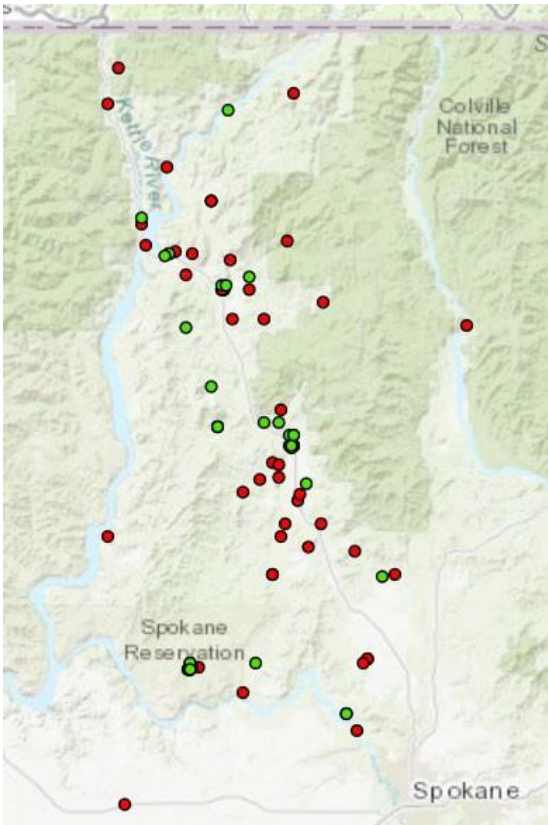 S
Kettle River
Colville
National
Forest
Spokane
Reservation
Spokane